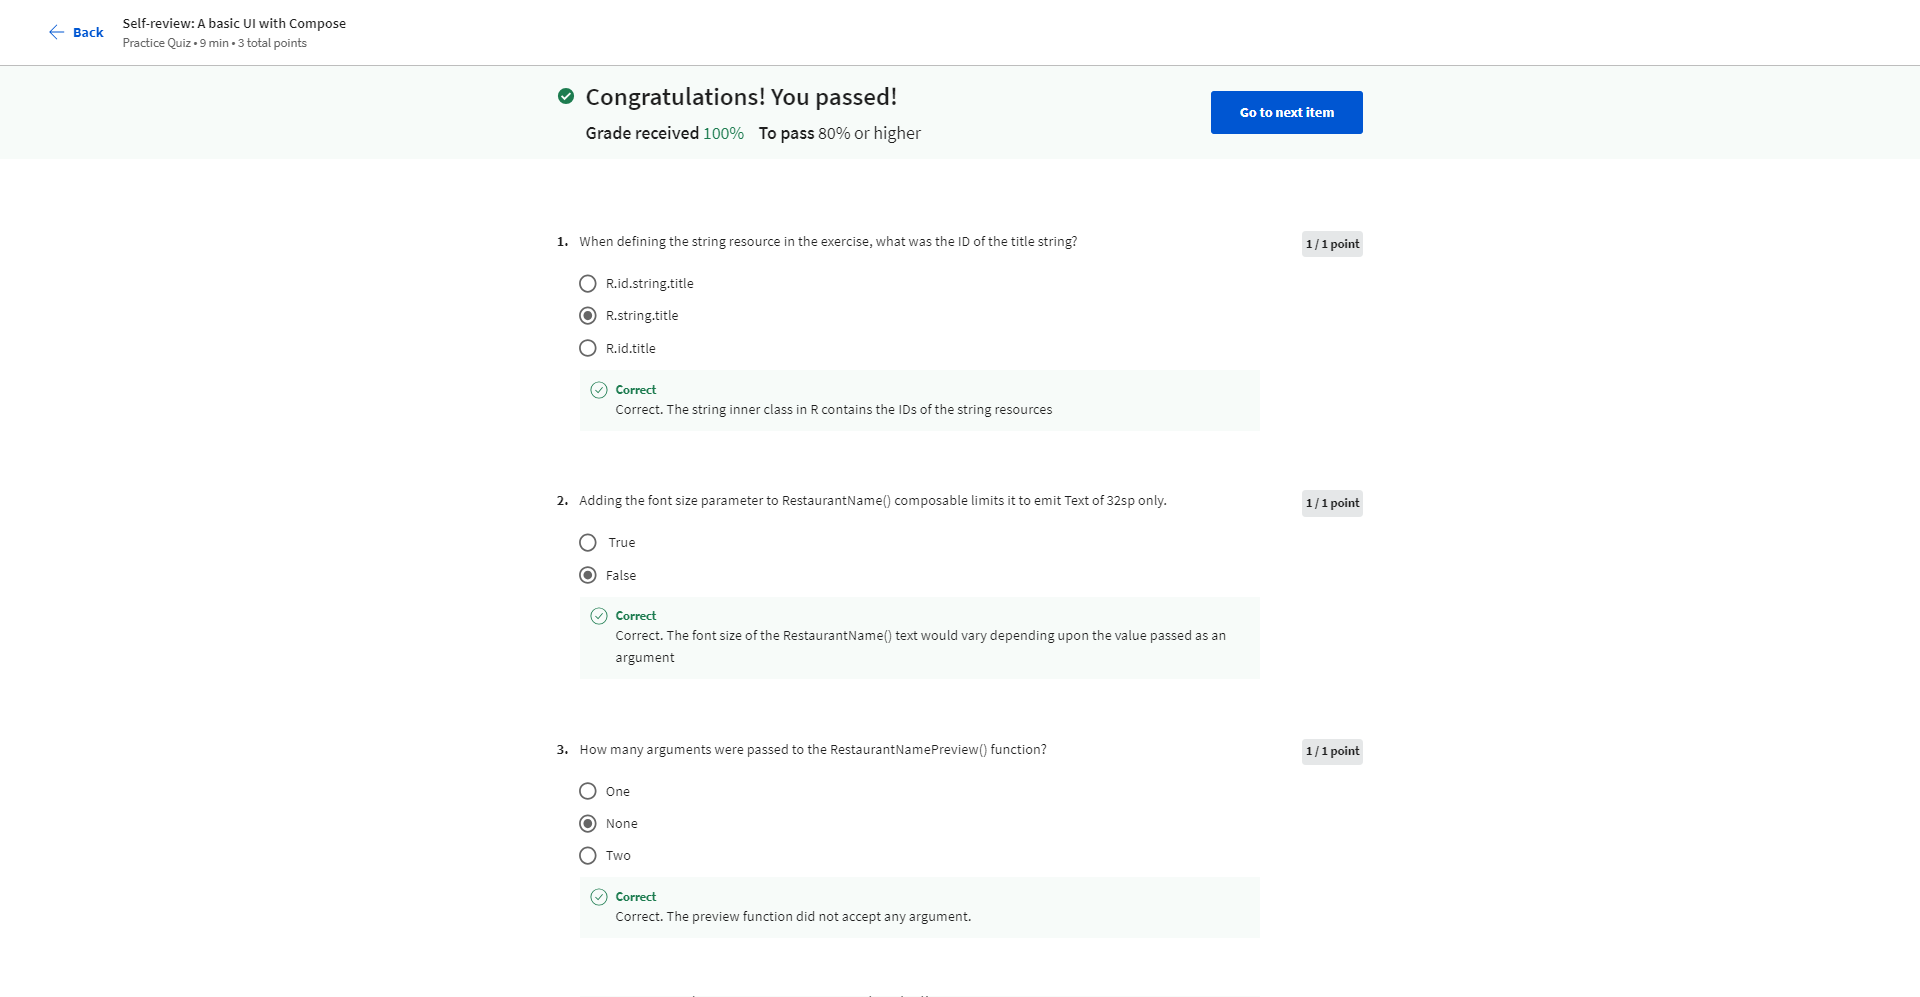 Back
Self-review: A basic UI with Compose
Practice Quiz • 9 min • 3 total points
Congratulations! You passed!
Grade received 100% To pass 80% or higher
Go to next item
1. When defining the string resource in the exercise, what was the ID of the title string?
1 / 1 point
R.id.string.title
R.string.title
R.id.title
Correct
Correct. The string inner class in R contains the IDs of the string resources
2. Adding the font size parameter to RestaurantName() composable limits it to emit Text of 32sp only.
1 / 1 point
True
False
Correct
Correct. The font size of the RestaurantName() text would vary depending upon the value passed as an
argument
3. How many arguments were passed to the RestaurantNamePreview() function?
1 / 1 point
One
None
Two
Correct
Correct. The preview function did not accept any argument.